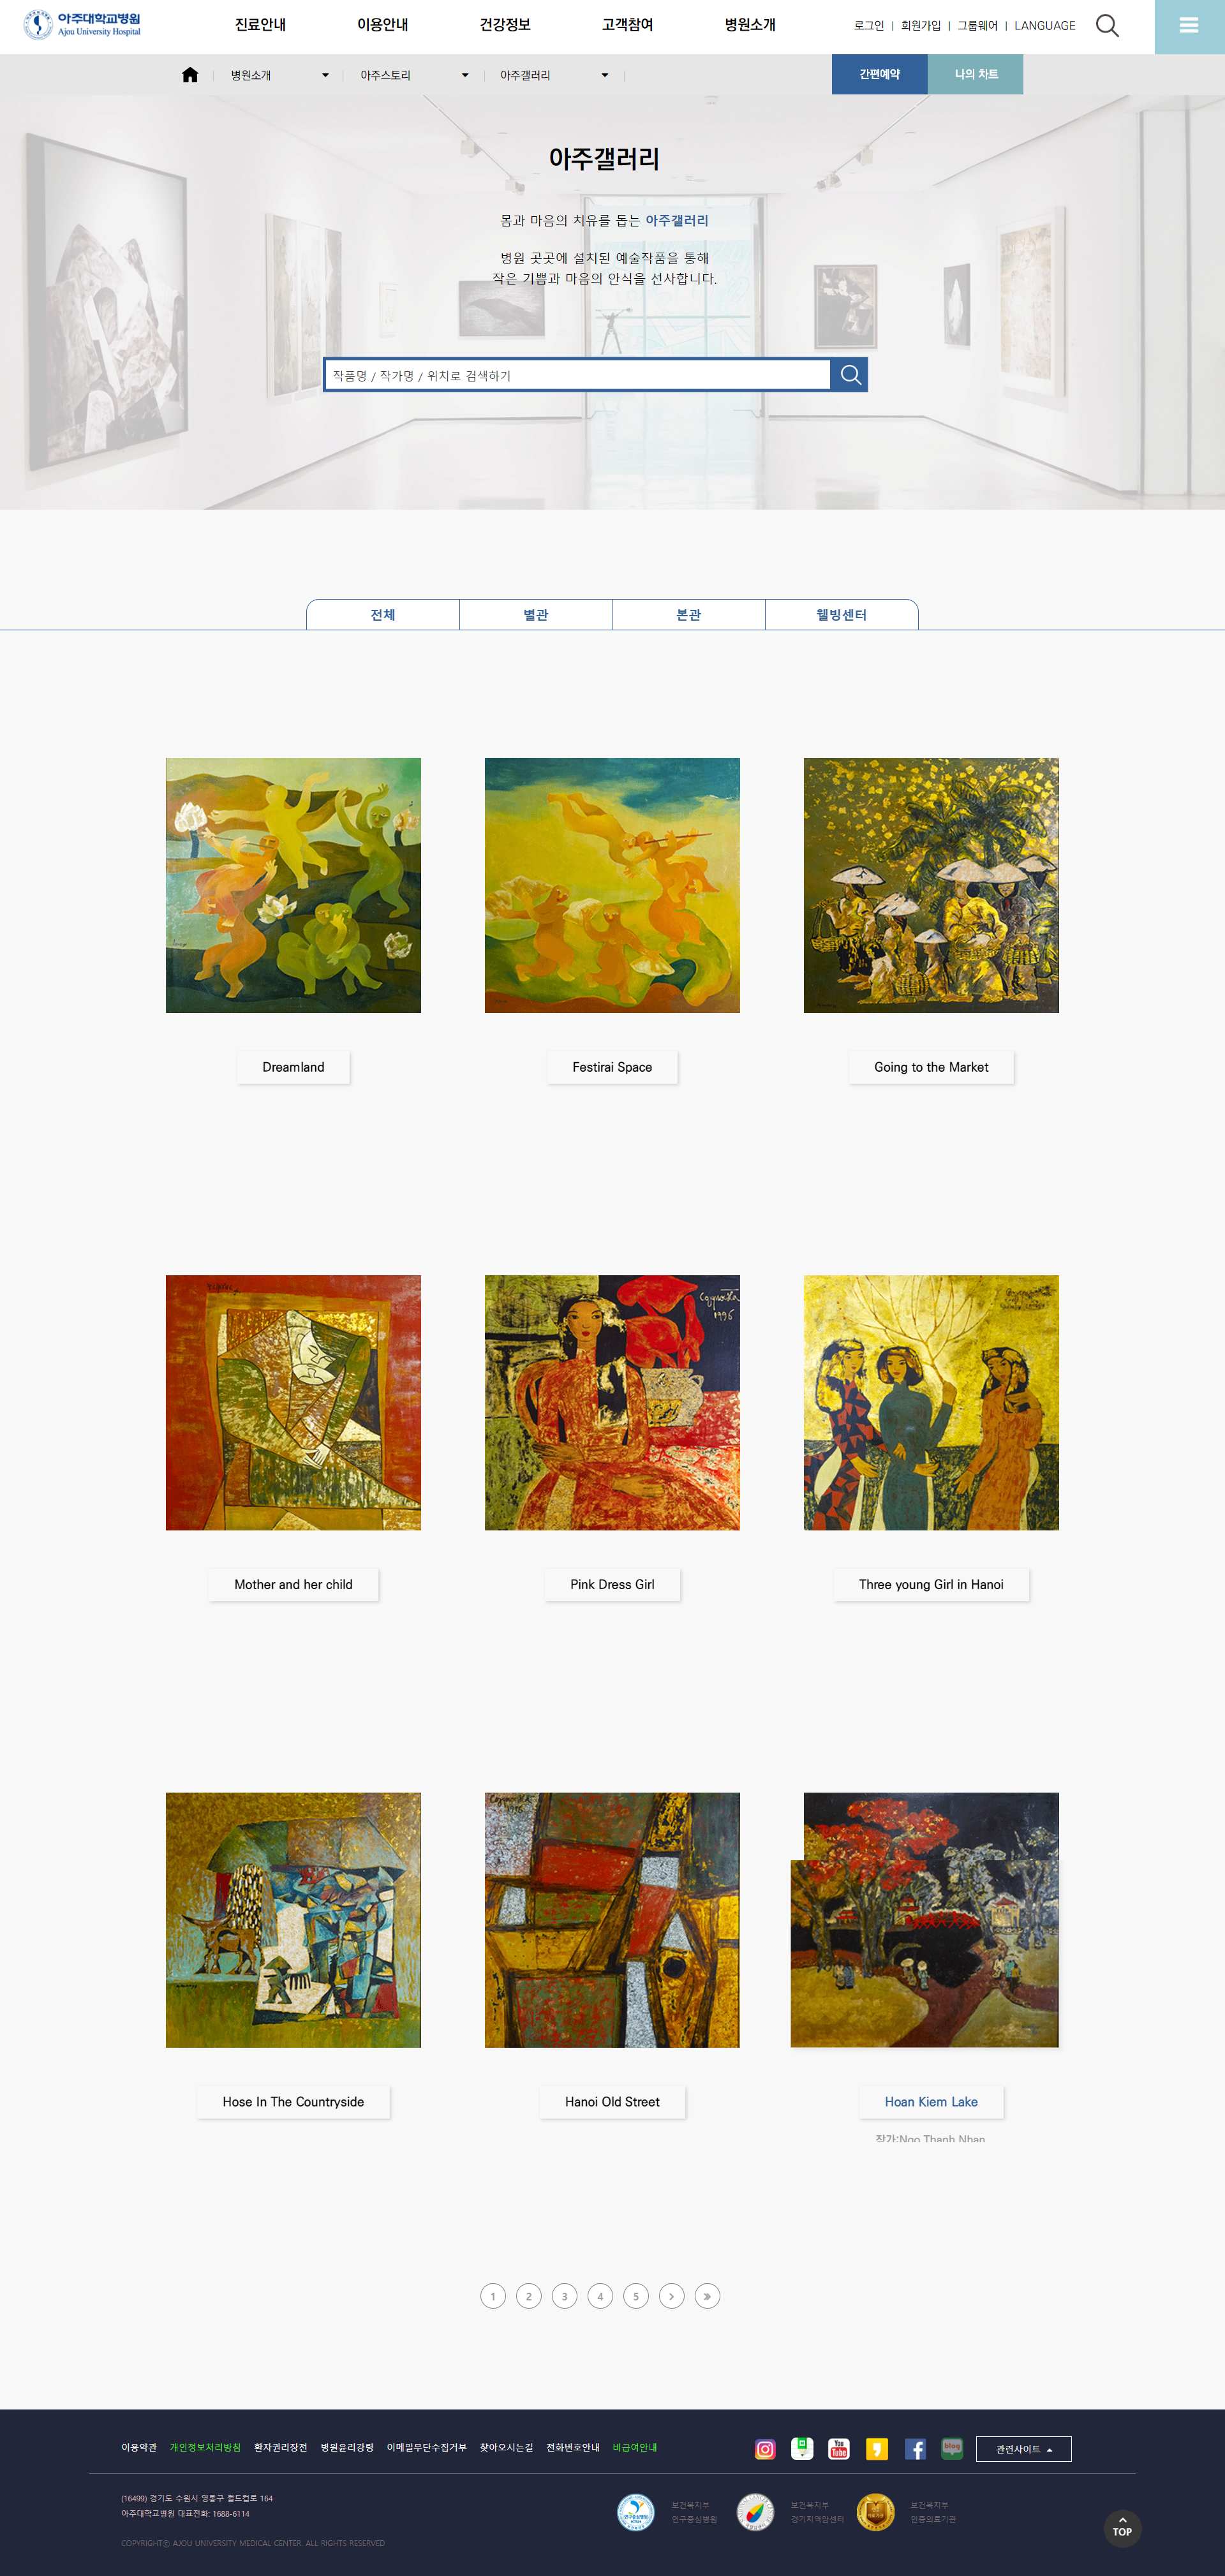 아주대학교병원
Ajou University Hospital
진료안내 이용안내 건강정보 고객참여 병원소개
로그인 | 회원가입 | 그룹웨어 | LANGUAGE
병원소개 아주스토리 아주갤러리
간편예약 나의 차트
아주갤러리
몸과 마음의 치유를 돕는 아주갤러리
병원 곳곳에 설치된 예술작품을 통해
작은 기쁨과 마음의 안식을 선사합니다.
작품명 / 작가명 / 위치로 검색하기
전체 별관 본관 웰빙센터
Dreamland Festirai Space Going to the Market
1996
Mother and her child Pink Dress Girl Three young Girl in Hanoi
Hose In The Countryside Hanoi Old Street Hoan Kiem Lake
작가:Ngo Thanh Nhan
1 2 3 4 5
이용약관 개인정보처리방침 환자권리장전 병원윤리강령 이메일무단수집거부 찾아오시는길 전화번호안내 비급여안내
You Tube blog 관련사이트
(16499) 경기도 수원시 영통구 월드컵로 164
아주대학교병원 대표전화: 1688-6114
연구중심병원
보건복지부
연구중심병원
보건복지부
경기지역암센터
보건복지부
인증의료기관
COPYRIGHTⓒ AJOU UNIVERSITY MEDICAL CENTER. ALL RIGHTS RESERVED
TOP